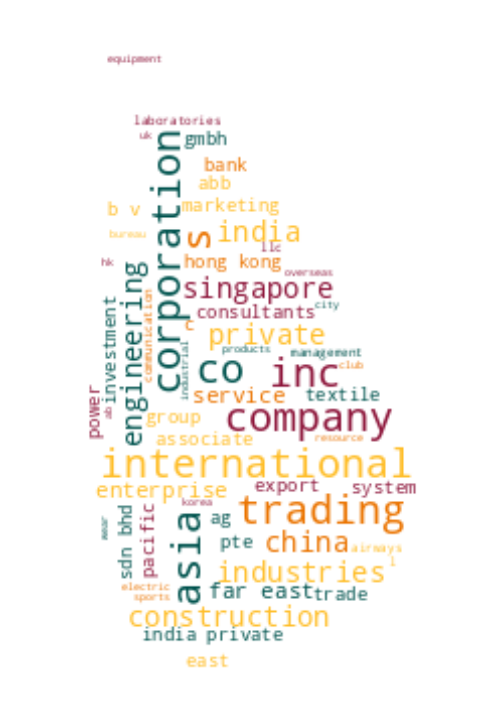 equipment
laboratories
uk
gmbh
corporation
bank
abb
b v
marketing
bureau
s
india
llc
hk
hong kong
overseas
engineering
singapore
communication
investment
consultants
city
c
private
industrial
products
management
co
inc
club
power
ab
service
textile
group
company
associate
resource
international
enterprise
export
system
korea
trading
wear
sdn bhd
pacific
asia
ag
pte
china
airways
l
industries
electric
sports
far east
trade
construction
india private
east